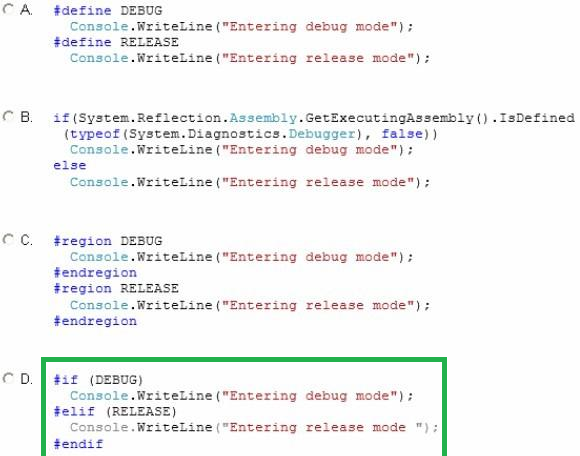 A. #define DEBUG
Console.WriteLine("Entering debug mode");
#define RELEASE
Console.WriteLine("Entering release mode");
B. if(System.Reflection.Assembly.GetExecutingAssembly().IsDefined
(typeof(System.Diagnostics.Debugger), false))
Console.WriteLine("Entering debug mode");
else
Console.WriteLine("Entering release mode");
C. #region DEBUG
Console.WriteLine("Entering debug mode");
#endregion
#region RELEASE
Console.WriteLine("Entering release mode");
#endregion
D. #if (DEBUG)
Console.WriteLine("Entering debug mode");
#elif (RELEASE)
Console.WriteLine("Entering release mode ");
#endif